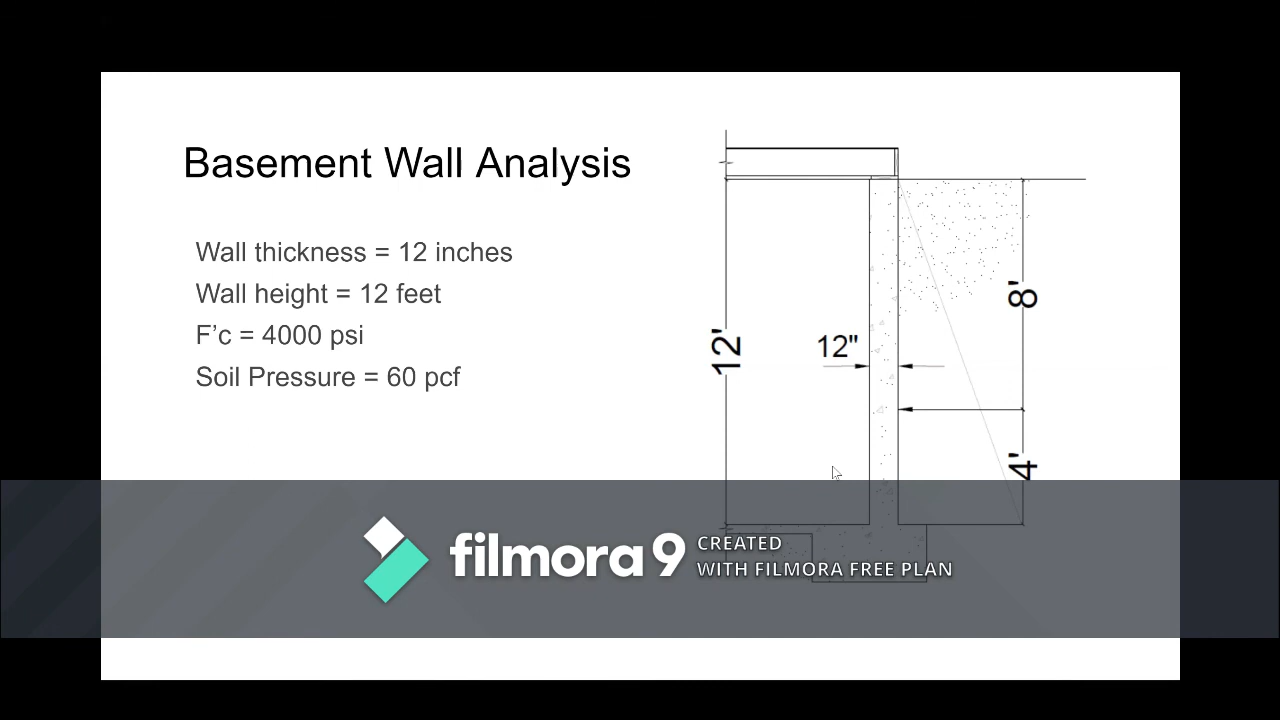 Basement Wall Analysis
Wall thickness = 12 inches
Wall height = 12 feet
F’c = 4000 psi
Soil Pressure = 60 pcf
12'
12"
8'
4'
filmora 9
CREATED
WITH FILMORA FREE PLAN